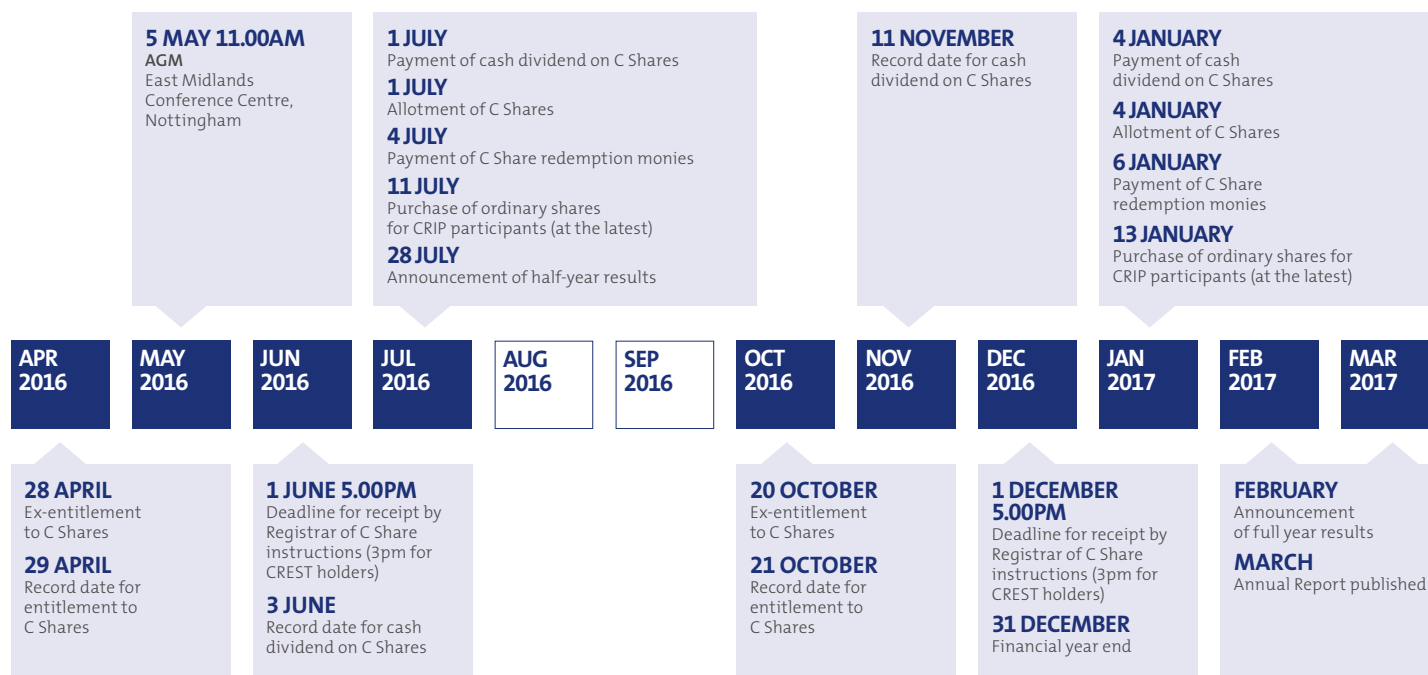 5 MAY 11.00AM
AGM
East Midlands
Conference Centre,
Nottingham
1 JULY
Payment of cash dividend on C Shares
1 JULY
Allotment of C Shares
4 JULY
Payment of C Share redemption monies
11 JULY
Purchase of ordinary shares
for CRIP participants (at the latest)
28 JULY
Announcement of half-year results
11 NOVEMBER
Record date for cash
dividend on C Shares
4 JANUARY
Payment of cash
dividend on C Shares
4 JANUARY
Allotment of C Shares
6 JANUARY
Payment of C Share
redemption monies
13 JANUARY
Purchase of ordinary shares for
CRIP participants (at the latest)
APR
2016
MAY
2016
JUN
2016
JUL
2016
AUG
2016
SEP
2016
OCT
2016
NOV
2016
DEC
2016
JAN
2017
FEB
2017
MAR
2017
28 APRIL
Ex-entitlement
to C Shares
29 APRIL
Record date for
entitlement to
C Shares
1 JUNE 5.00PM
Deadline for receipt by
Registrar of C Share
instructions (3pm for
CREST holders)
3 JUNE
Record date for cash
dividend on C Shares
20 OCTOBER
Ex-entitlement
to C Shares
21 OCTOBER
Record date for
entitlement to
C Shares
1 DECEMBER
5.00PM
Deadline for receipt by
Registrar of C Share
instructions (3pm for
CREST holders)
31 DECEMBER
Financial year end
FEBRUARY
Announcement
of full year results
MARCH
Annual Report published